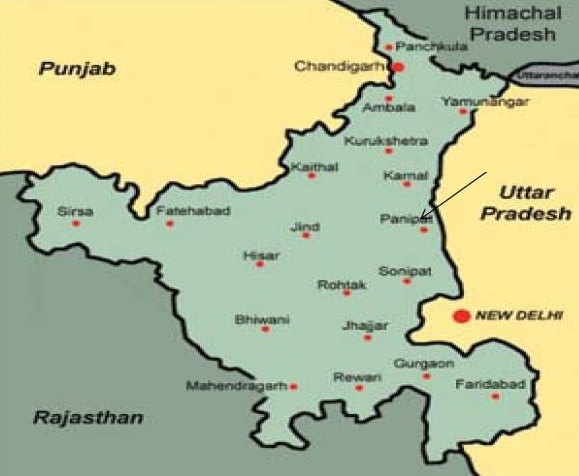 Himachal
Pradesh
Panchkula
Punjab
Chandigarh
Uttarancha
Ambala
Yamunangar
Kurukshetra
Kaithal
Karnal
Uttar
Pradesh
Sirsa
Fatehabad
Panipat
Jind
Hisar
Sonipat
Rohtak
NEW DELHI
Bhiwani
Jhajjar
Gurgaon
Mahendragarh
Rewari
Faridabad
Rajasthan